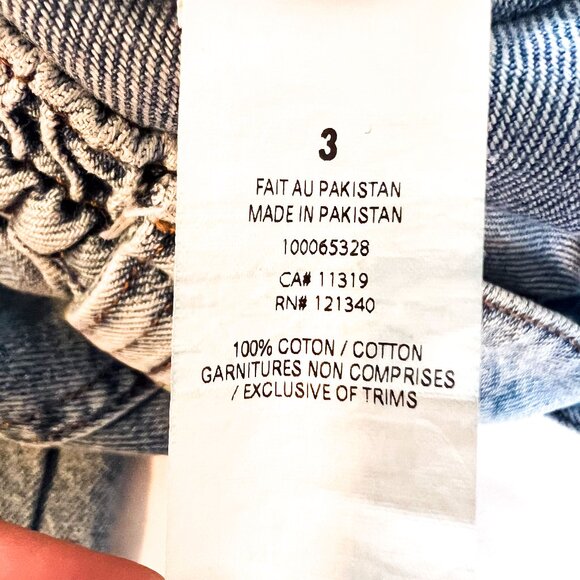 3
FAIT AU PAKISTAN
MADE IN PAKISTAN
100065328
CA# 11319
RN# 121340
100% COTON / COTTON
GARNITURES NON COMPRISES
/ EXCLUSIVE OF TRIMS